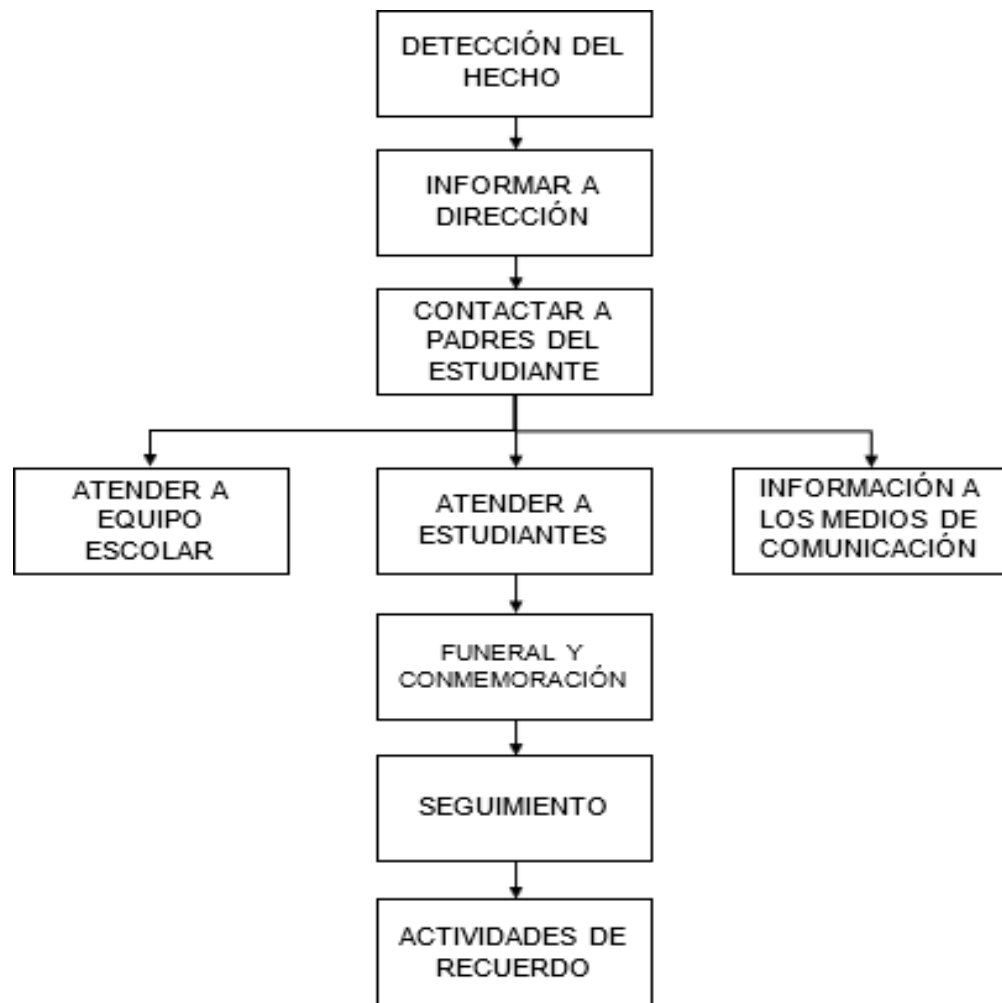 DETECCIÓN DEL
HECHO
INFORMAR A
DIRECCIÓN
CONTACTAR A
PADRES DEL
ESTUDIANTE
ATENDER A
EQUIPO
ESCOLAR
ATENDER A
ESTUDIANTES
INFORMACIÓN A
LOS MEDIOS DE
COMUNICACIÓN
FUNERAL Y
CONMEMORACIÓN
SEGUIMIENTO
ACTIVIDADES DE
RECUERDO